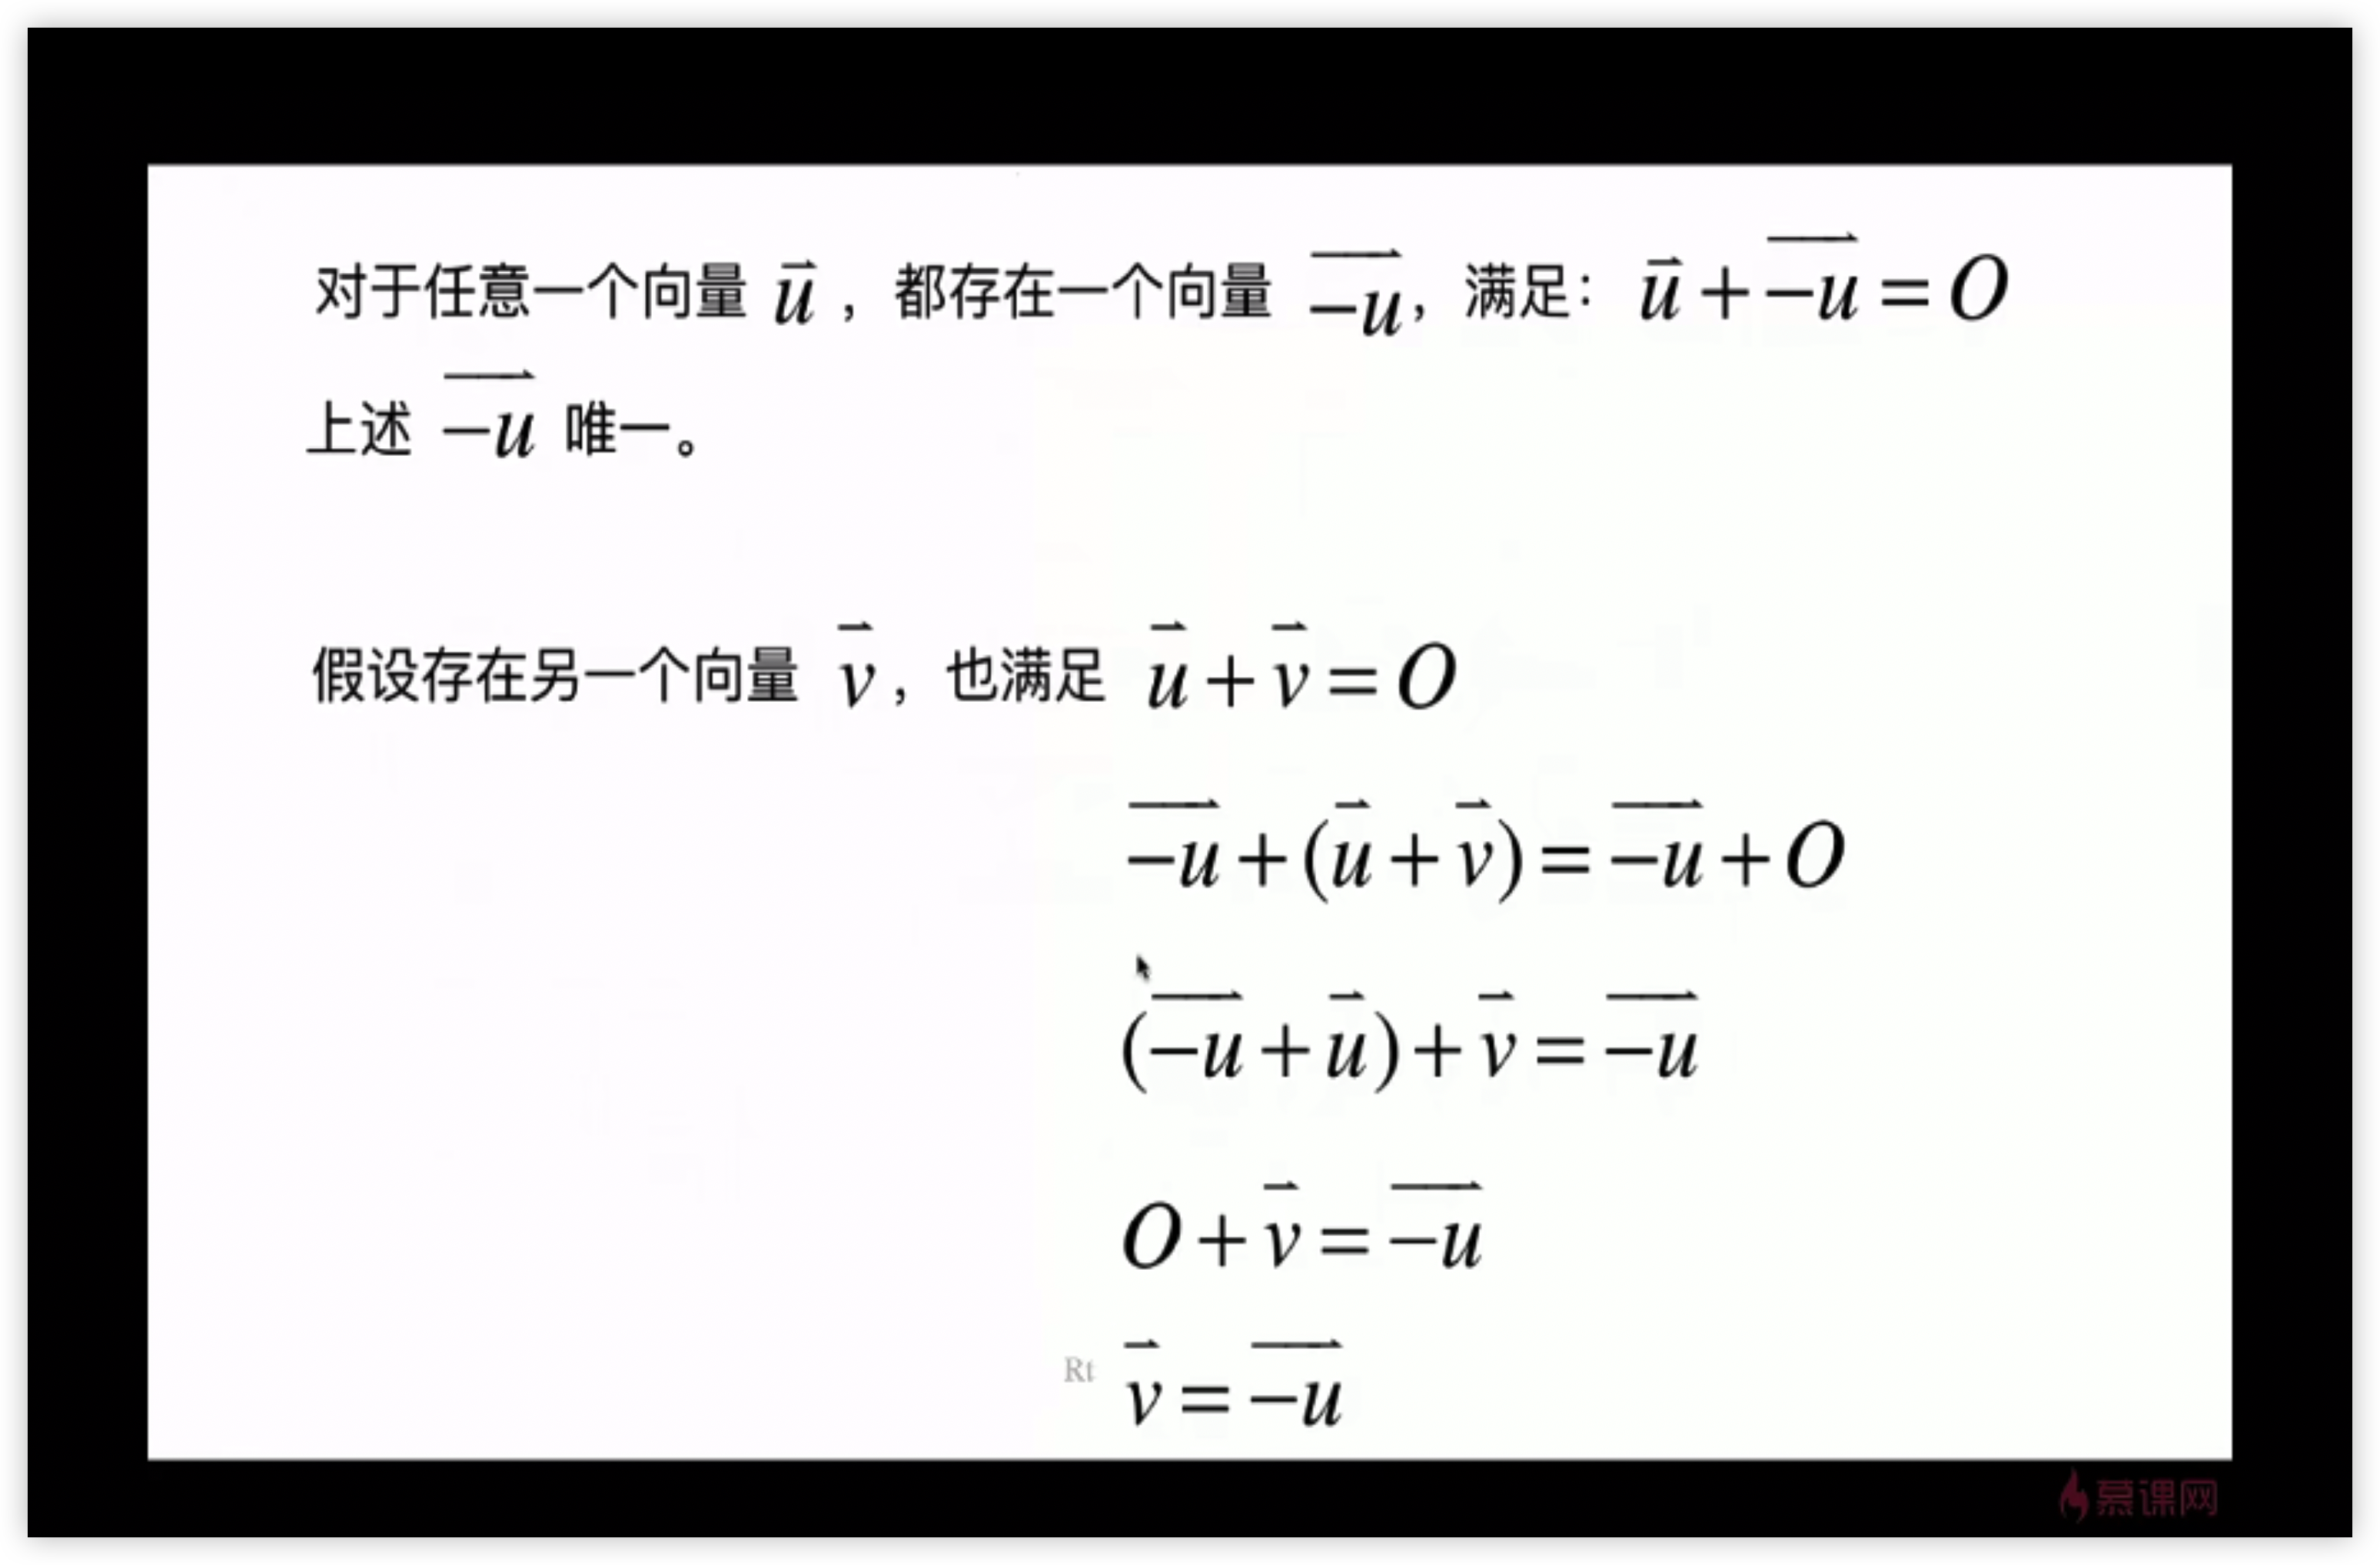 对于任意一个向量 u⃗ ，都存在一个向量 $\overrightarrow{-u}$，满足： $\vec{u}+\overrightarrow{-u}=O$
上述 $\overrightarrow{-u}$ 唯一。
假设存在另一个向量 $\vec{v}$，也满足 $\vec{u}+\vec{v}=O$
$\overrightarrow{-u}+(\vec{u}+\vec{v})=\overrightarrow{-u}+O$
$(\overrightarrow{-u}+\vec{u})+\vec{v}=\overrightarrow{-u}$
$O+\vec{v}=\overrightarrow{-u}$
Rt $\vec{v}=\overrightarrow{-u}$
慕课网